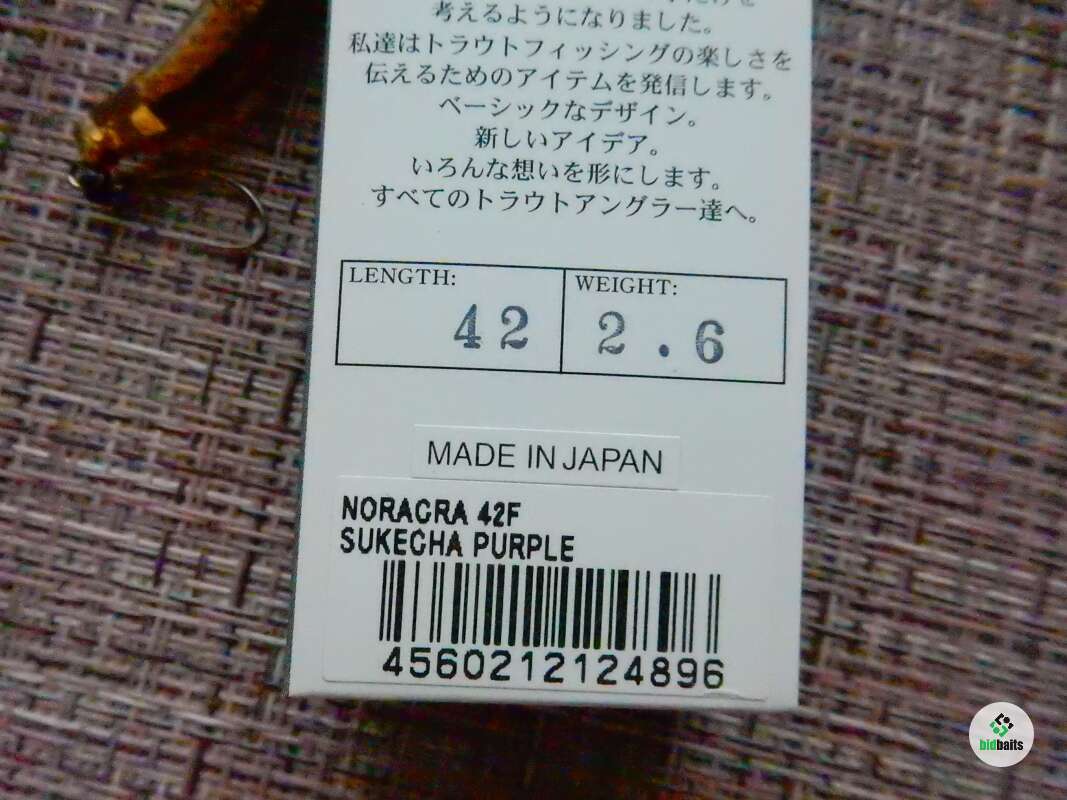 考えるようになりました。
私達はトラウトフィッシングの楽しさを
伝えるためのアイテムを発信します。
ベーシックなデザイン。
新しいアイデア。
いろんな想いを形にします。
すべてのトラウトアングラー達へ。
LENGTH: WEIGHT:
42 2.6
MADE IN JAPAN
NORACRA 42F
SUKECHA PURPLE
4560212124896
bidbaits